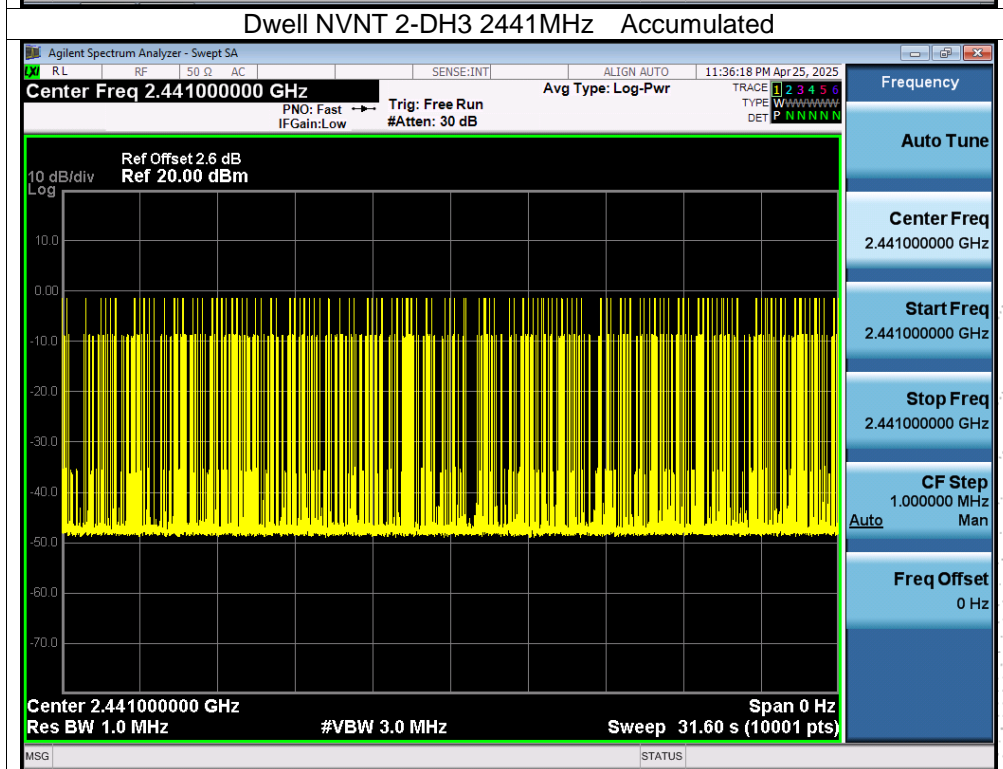 Dwell NVNT 2-DH3 2441MHz Accumulated
Agilent Spectrum Analyzer - Swept SA
LXI RL RF 50 Ω AC SENSE:INT ALIGN AUTO 11:36:18 PM Apr 25, 2025
Center Freq 2.441000000 GHz
PNO: Fast
IFGain:Low
Trig: Free Run
#Atten: 30 dB
Avg Type: Log-Pwr
TRACE 1 2 3 4 5 6
TYPE WWWWWWW
DET P N N N N N
Frequency
Ref Offset 2.6 dB
10 dB/div Ref 20.00 dBm
Log
10.0
0.00
-10.0
-20.0
-30.0
-40.0
-50.0
-60.0
-70.0
Center 2.441000000 GHz Span 0 Hz
Res BW 1.0 MHz #VBW 3.0 MHz Sweep 31.60 s (10001 pts)
Auto Tune
Center Freq
2.441000000 GHz
Start Freq
2.441000000 GHz
Stop Freq
2.441000000 GHz
CF Step
1.000000 MHz
Auto Man
Freq Offset
0 Hz
MSG STATUS